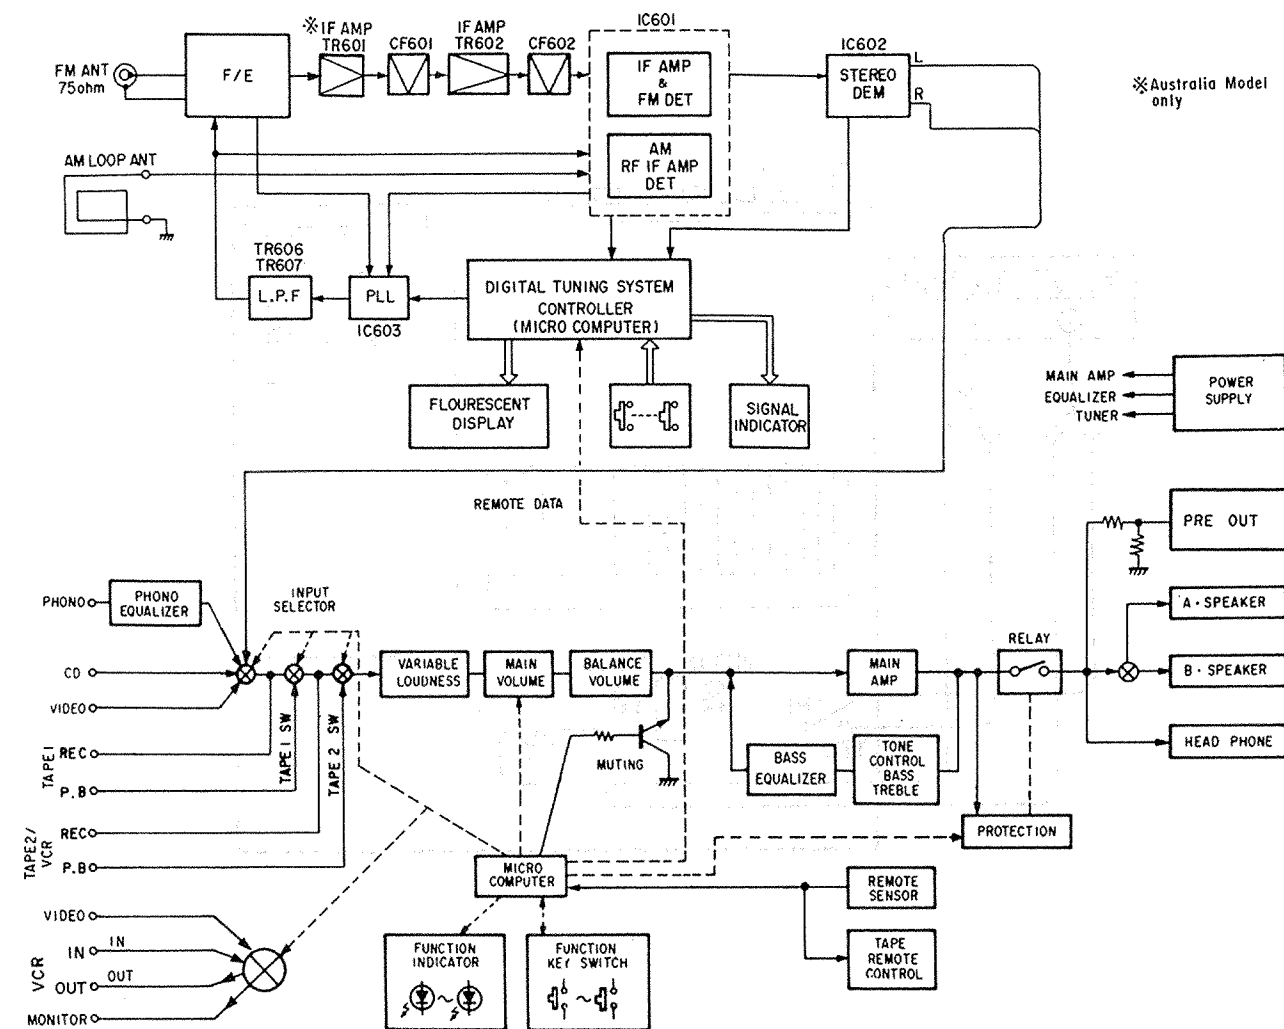 ※IF AMP
TR601
CF601
IF AMP
TR602
CF602
IC601
IC602
FM ANT
75ohm
F/E
IF AMP
&
FM DET
STEREO
DEM
L
R
※Australia Model
only
AM LOOP ANT
AM
RF IF AMP
DET
TR606
TR607
L.P.F
PLL
IC603
DIGITAL TUNING SYSTEM
CONTROLLER
(MICRO COMPUTER)
FLOURESCENT
DISPLAY
SIGNAL
INDICATOR
MAIN AMP
EQUALIZER
TUNER
POWER
SUPPLY
REMOTE DATA
PRE OUT
PHONO
PHONO
EQUALIZER
INPUT
SELECTOR
A·SPEAKER
RELAY
CD
VARIABLE
LOUDNESS
MAIN
VOLUME
BALANCE
VOLUME
MAIN
AMP
B·SPEAKER
VIDEO
TAPE1
REC
P.B
TAPE1 SW
TAPE 2 SW
MUTING
BASS
EQUALIZER
TONE
CONTROL
BASS
TREBLE
HEAD PHONE
TAPE2/
VCR
REC
P.B
PROTECTION
MICRO
COMPUTER
REMOTE
SENSOR
VIDEO
VCR
IN
IN
OUT
OUT
MONITOR
FUNCTION
INDICATOR
FUNCTION
KEY SWITCH
TAPE
REMOTE
CONTROL